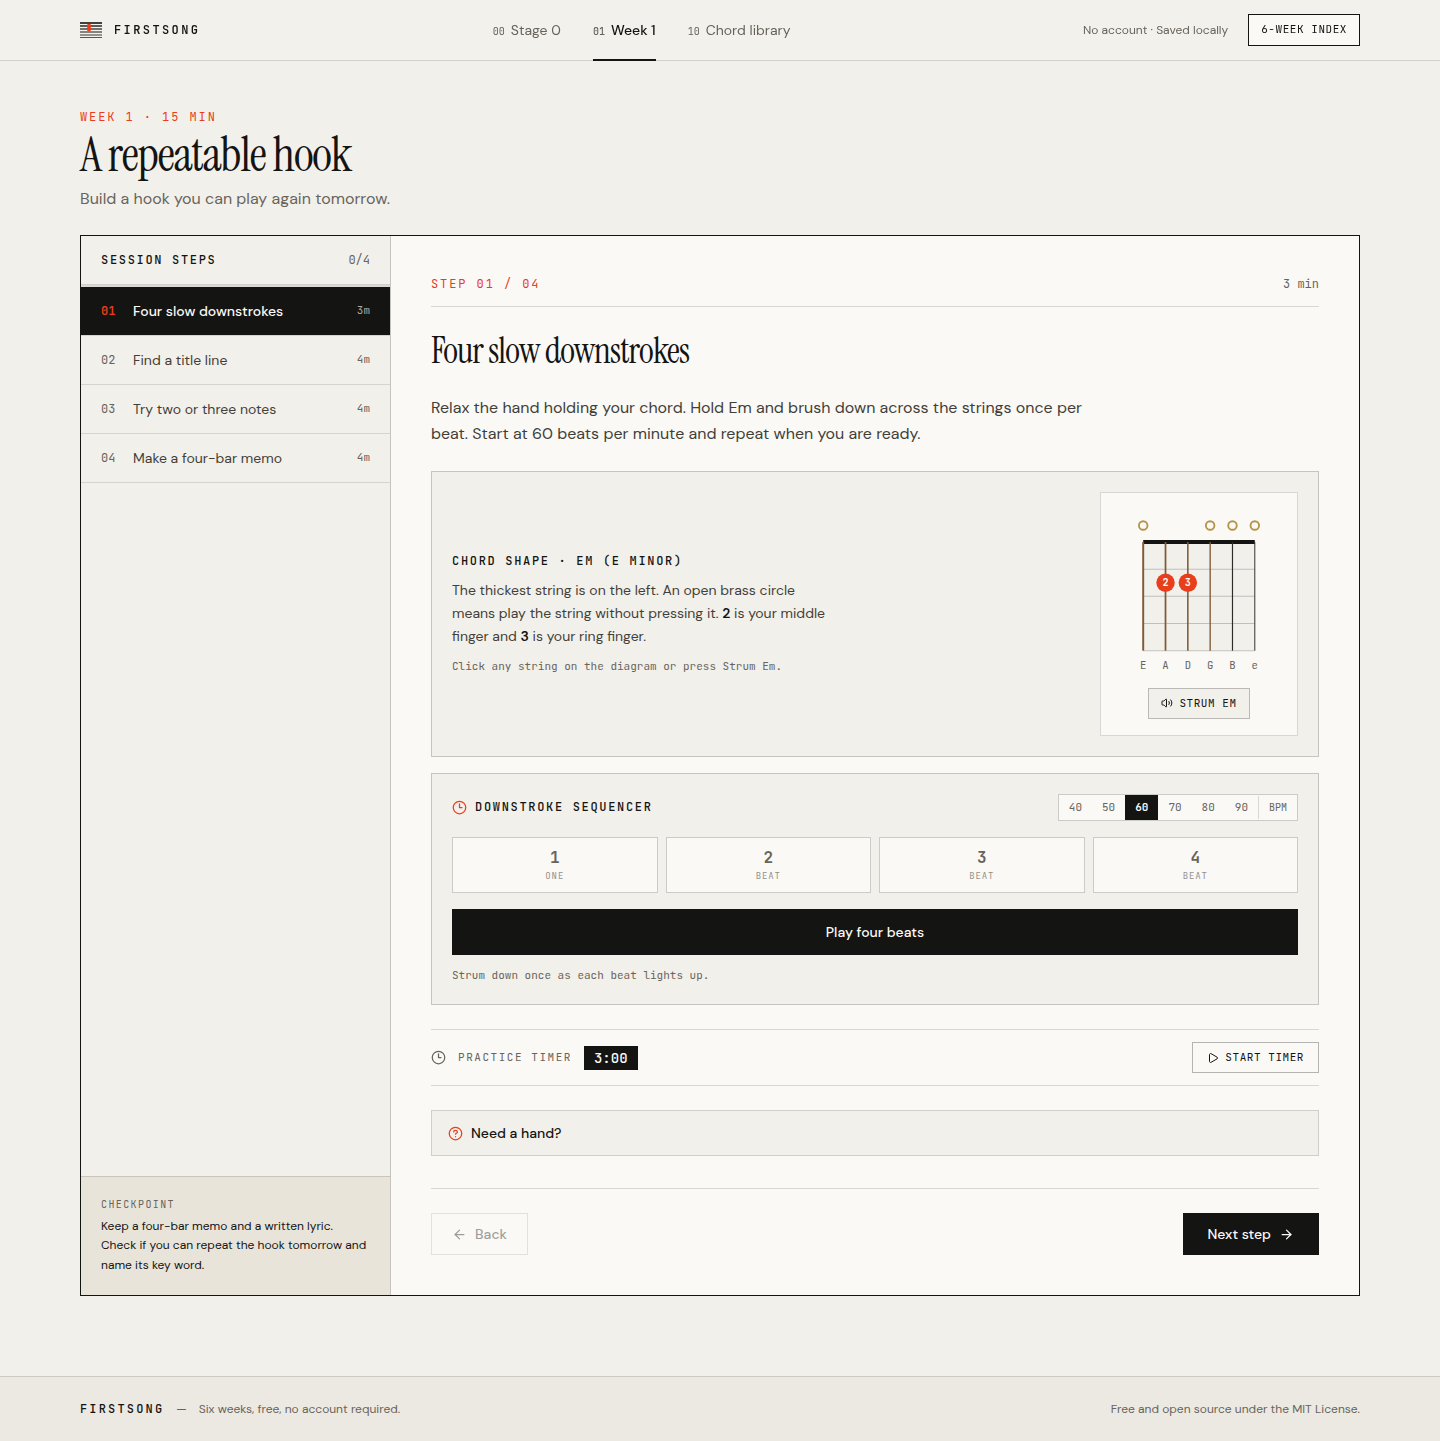 FIRSTSONG
00 Stage 0
01 Week 1
10 Chord library
No account · Saved locally
6-WEEK INDEX
WEEK 1 · 15 MIN
A repeatable hook
Build a hook you can play again tomorrow.
SESSION STEPS 0/4
01 Four slow downstrokes 3m
02 Find a title line 4m
03 Try two or three notes 4m
04 Make a four-bar memo 4m
CHECKPOINT
Keep a four-bar memo and a written lyric.
Check if you can repeat the hook tomorrow and
name its key word.
STEP 01 / 04 3 min
Four slow downstrokes
Relax the hand holding your chord. Hold Em and brush down across the strings once per
beat. Start at 60 beats per minute and repeat when you are ready.
CHORD SHAPE · EM (E MINOR)
The thickest string is on the left. An open brass circle
means play the string without pressing it. 2 is your middle
finger and 3 is your ring finger.
Click any string on the diagram or press Strum Em.
2 3
E A D G B e
STRUM EM
DOWNSTROKE SEQUENCER
40 50 60 70 80 90 BPM
1 2 3 4
ONE BEAT BEAT BEAT
Play four beats
Strum down once as each beat lights up.
PRACTICE TIMER 3:00
START TIMER
Need a hand?
Back
Next step
FIRSTSONG — Six weeks, free, no account required.
Free and open source under the MIT License.